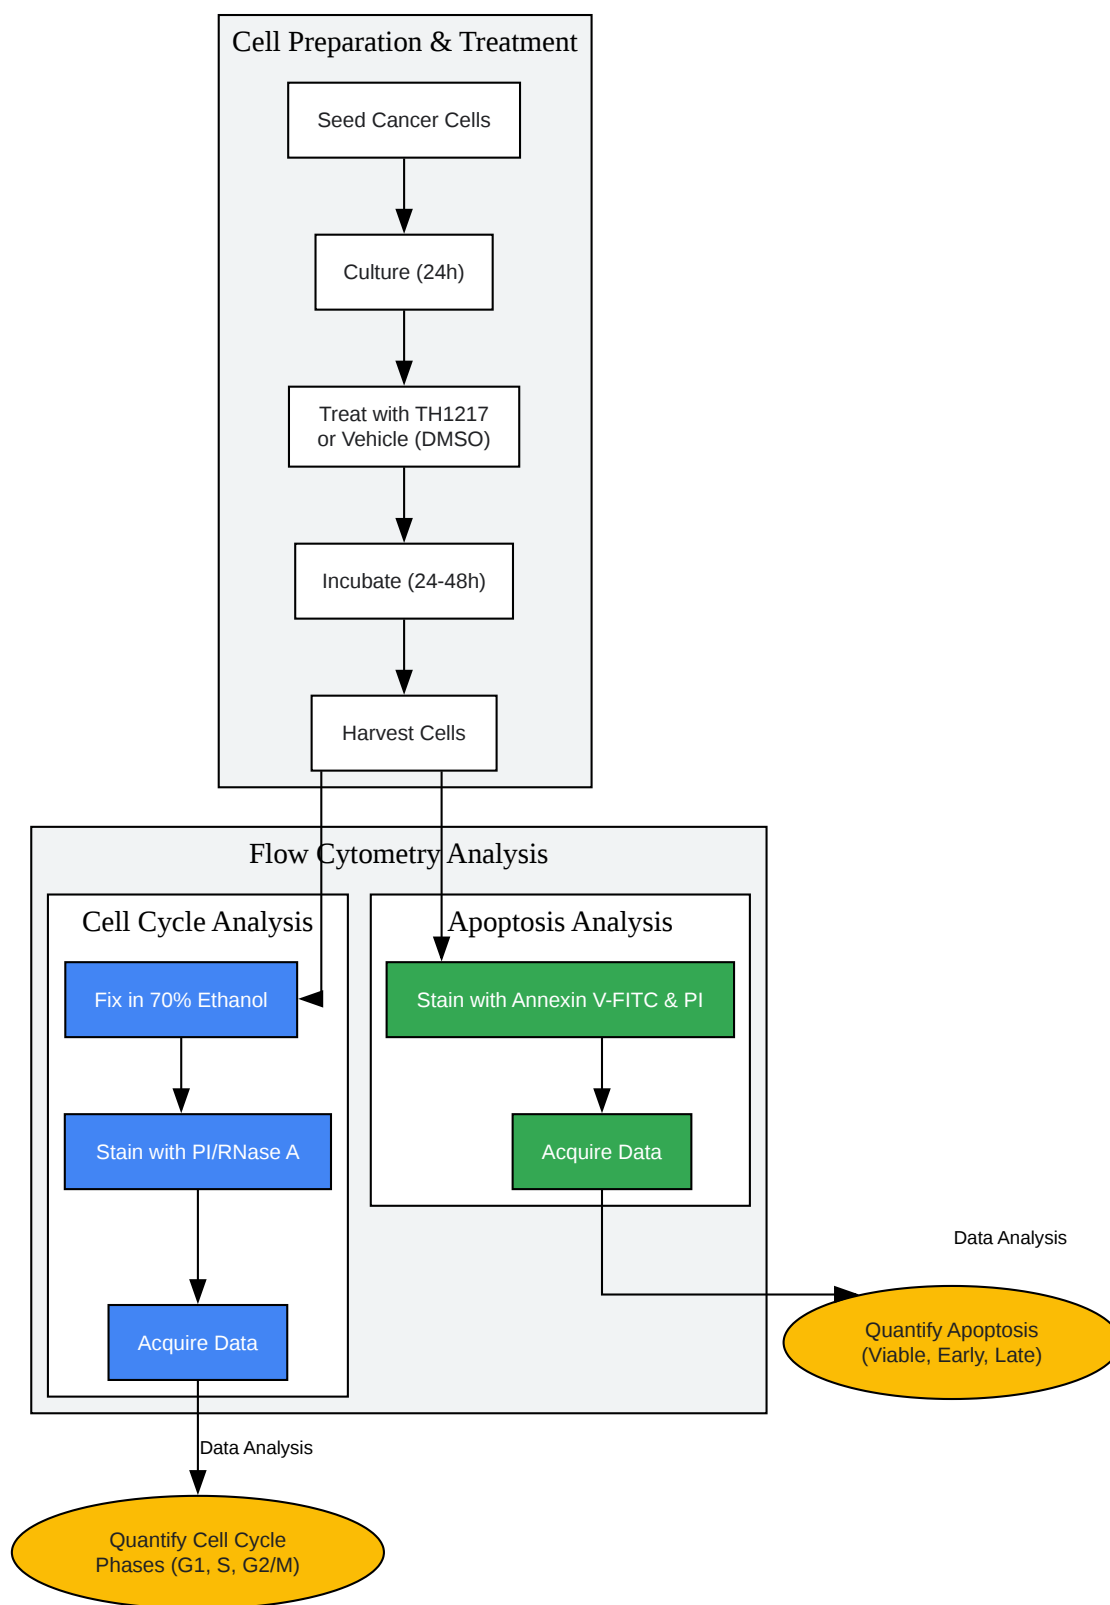 Cell Preparation & Treatment
Seed Cancer Cells
Culture (24h)
Treat with TH1217
or Vehicle (DMSO)
Incubate (24-48h)
Harvest Cells
Flow Cytometry Analysis
Cell Cycle Analysis
Fix in 70% Ethanol
Stain with PI/RNase A
Acquire Data
Apoptosis Analysis
Stain with Annexin V-FITC & PI
Acquire Data
Data Analysis
Quantify Apoptosis
(Viable, Early, Late)
Data Analysis
Quantify Cell Cycle
Phases (G1, S, G2/M)